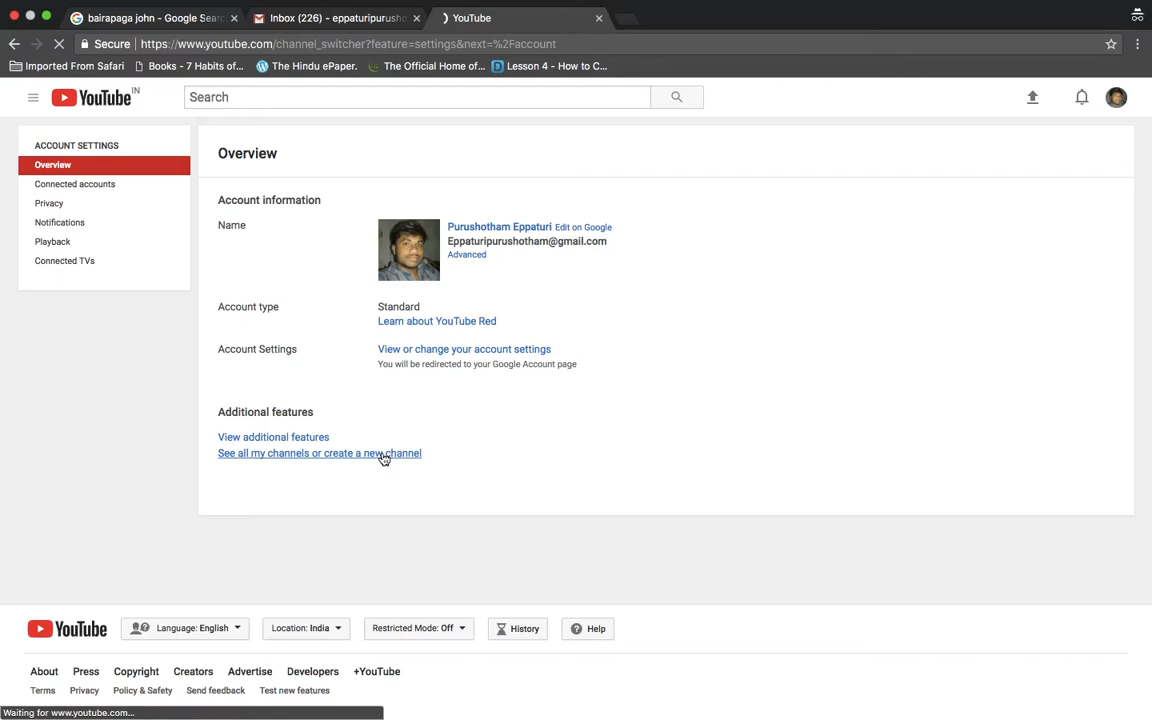 bairapaga john - Google Sear
Inbox (226) - eppaturipurusho
YouTube
Secure
https://www.youtube.com/channel_switcher?feature=settings&next=%2Faccount
Imported From Safari
Books - 7 Habits of...
The Hindu ePaper.
The Official Home of...
Lesson 4 - How to C...
YouTube IN
Search
ACCOUNT SETTINGS
Overview
Connected accounts
Privacy
Notifications
Playback
Connected TVs
Overview
Account information
Name
Purushotham Eppaturi Edit on Google
Eppaturipurushotham@gmail.com
Advanced
Account type
Standard
Learn about YouTube Red
Account Settings
View or change your account settings
You will be redirected to your Google Account page
Additional features
View additional features
See all my channels or create a new channel
YouTube
Language: English
Location: India
Restricted Mode: Off
History
Help
About Press Copyright Creators Advertise Developers +YouTube
Terms Privacy Policy & Safety Send feedback Test new features
Waiting for www.youtube.com...